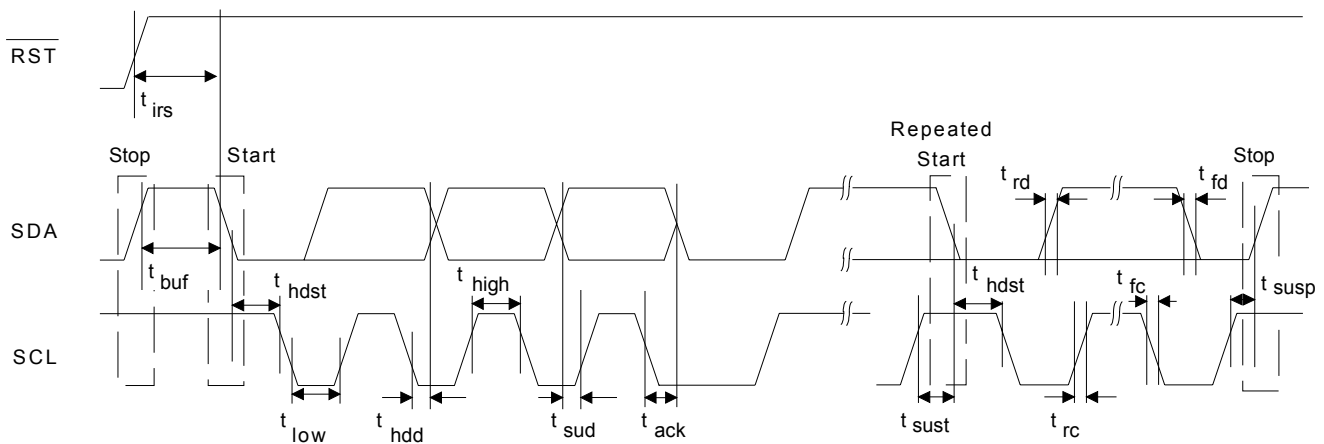 RST
t irs
Repeated
Stop
Start
Start
Stop
t rd
t fd
SDA
t buf
t hdst
t high
t hdst
t fc
t susp
SCL
t low
t hdd
t sud
t ack
t sust
t rc